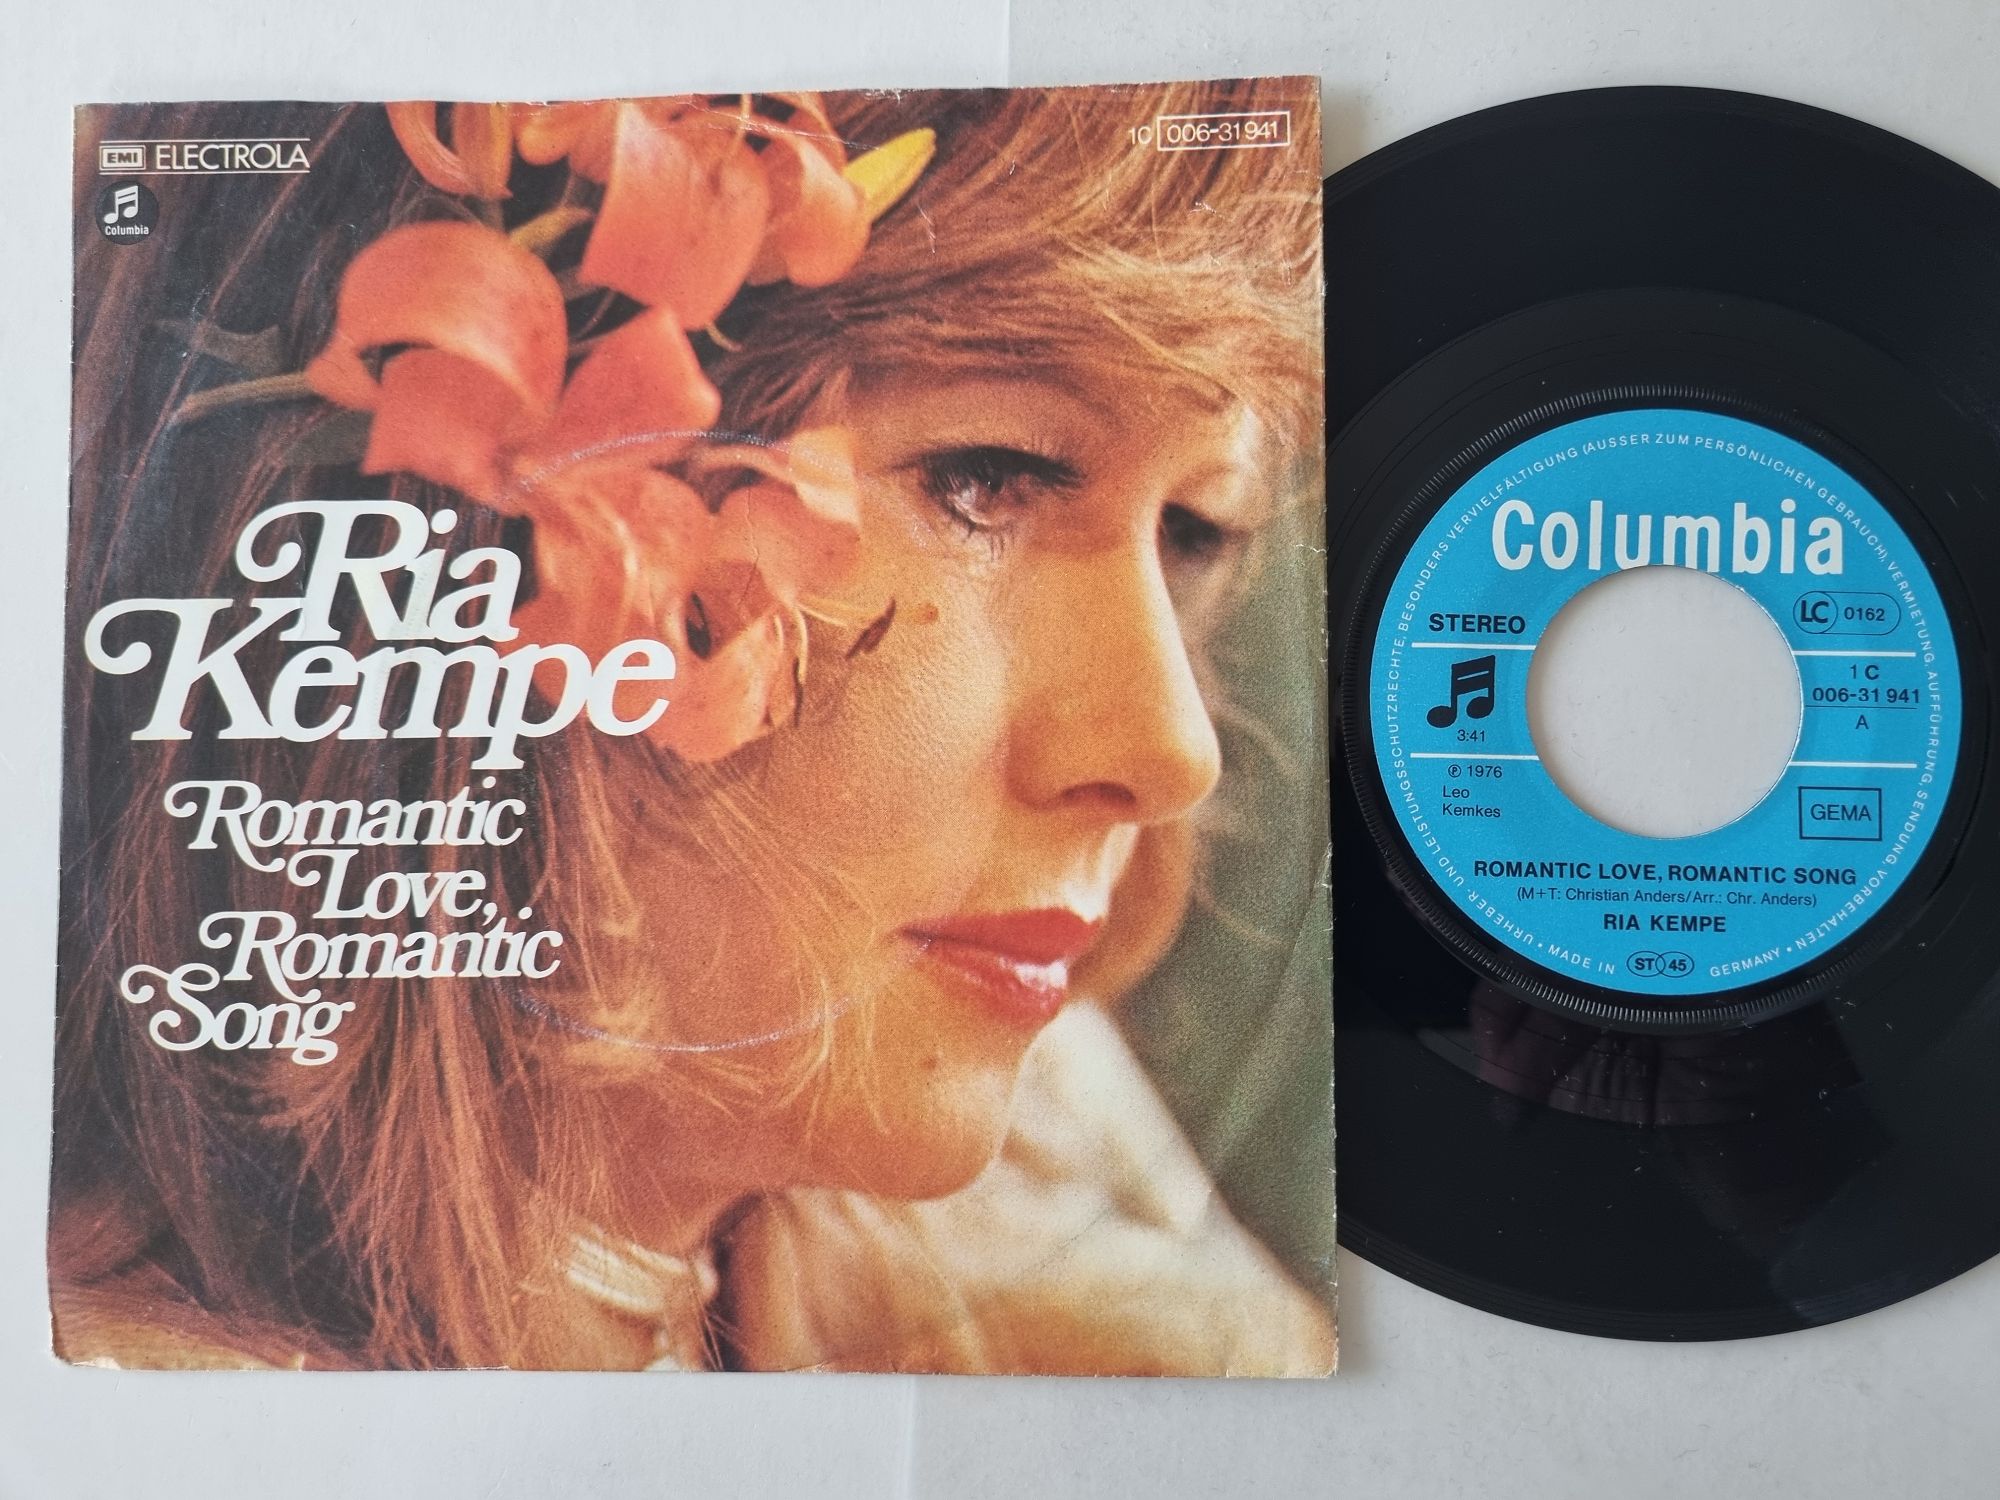 EMI ELECTROLA
Columbia
1C 006-31 941
Ria
Kempe
Romantic
Love,
Romantic
Song
URHEBER- UND LEISTUNGSSCHUTZRECHTE, BESONDERS VERVIELFÄLTIGUNG (AUSSER ZUM PERSÖNLICHEN GEBRAUCH), VERMIETUNG, AUFFÜHRUNG, SENDUNG, VORBEHALTEN •
Columbia
STEREO
LC 0162
3:41
1 C
006-31 941
A
℗ 1976
Leo
Kemkes
GEMA
ROMANTIC LOVE, ROMANTIC SONG
(M+T: Christian Anders/Arr.: Chr. Anders)
RIA KEMPE
• MADE IN ST 45 GERMANY •